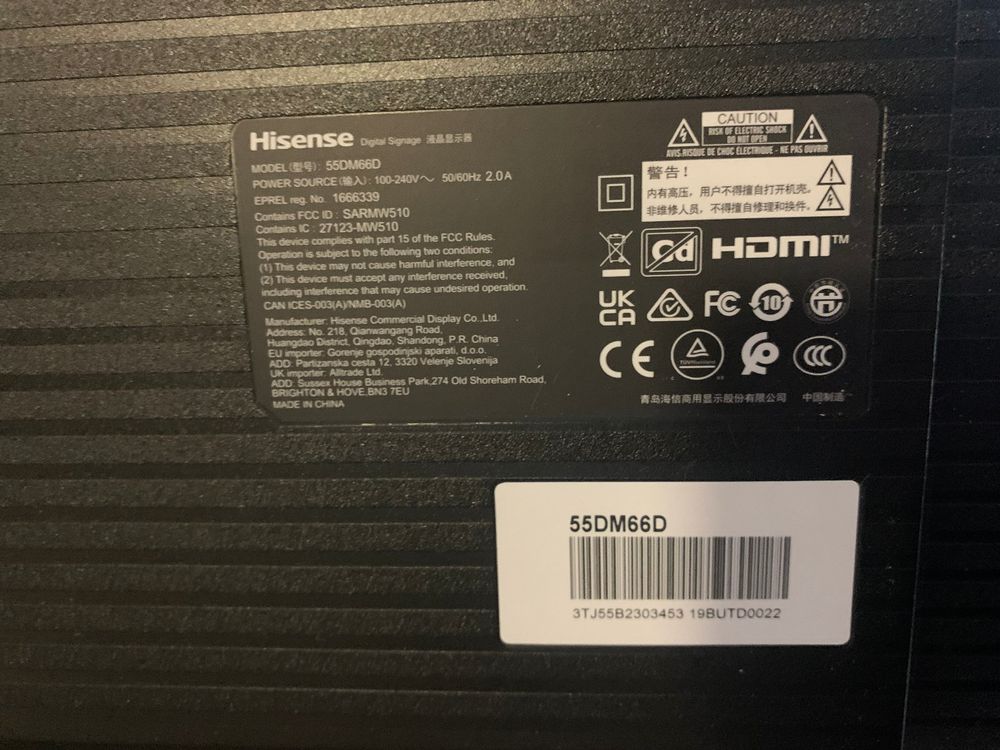 Hisense Digital Signage 液晶显示器
MODEL (型号): 55DM66D
POWER SOURCE (输入): 100-240V～ 50/60Hz 2.0 A
EPREL reg. No. 1666339
Contains FCC ID : SARMW510
Contains IC : 27123-MW510
This device complies with part 15 of the FCC Rules.
Operation is subject to the following two conditions:
(1) This device may not cause harmful interference, and
(2) This device must accept any interference received,
including interference that may cause undesired operation.
CAN ICES-003(A)/NMB-003(A)
Manufacturer: Hisense Commercial Display Co.,Ltd.
Address: No. 218, Qianwangang Road,
Huangdao District, Qingdao, Shandong, P.R. China
EU importer: Gorenje gospodinjski aparati, d.o.o.
ADD: Partizanska cesta 12, 3320 Velenje Slovenija
UK importer: Alltrade Ltd.
ADD: Sussex House Business Park,274 Old Shoreham Road,
BRIGHTON & HOVE,BN3 7EU
MADE IN CHINA
CAUTION
RISK OF ELECTRIC SHOCK
DO NOT OPEN
AVIS:RISQUE DE CHOC ÉLECTRIQUE - NE PAS OUVRIR
警告！
内有高压，用户不得擅自打开机壳。
非维修人员，不得擅自修理和换件。
Cd HDMI™
UK
CA FC 10
CE CCC
青岛海信商用显示股份有限公司 中国制造
55DM66D
3TJ55B2303453 19BUTD0022